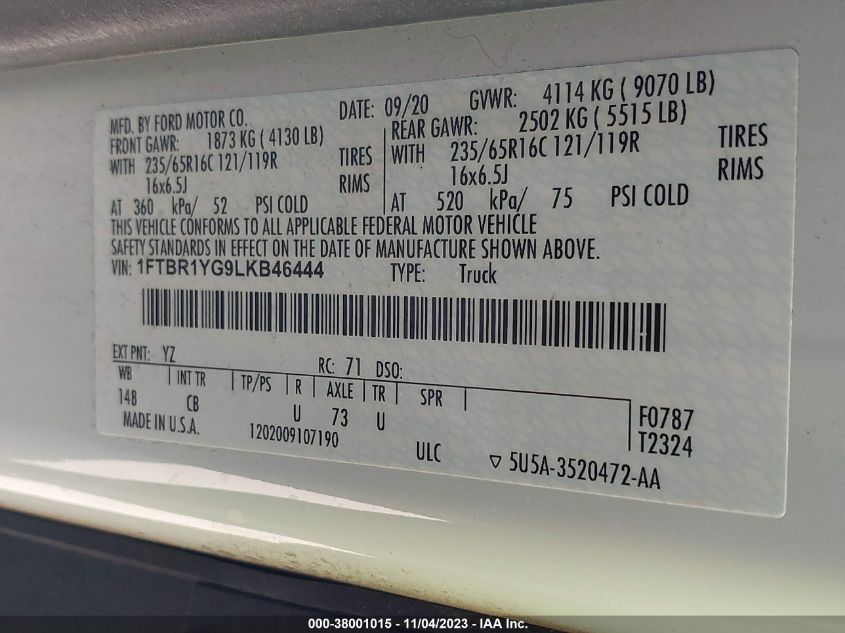 MFD. BY FORD MOTOR CO. DATE: 09/20 GVWR: 4114 KG ( 9070 LB)
FRONT GAWR: 1873 KG ( 4130 LB) REAR GAWR: 2502 KG ( 5515 LB)
WITH 235/65R16C 121/119R TIRES WITH 235/65R16C 121/119R TIRES
16x6.5J RIMS 16x6.5J RIMS
AT 360 kPa/ 52 PSI COLD AT 520 kPa/ 75 PSI COLD
THIS VEHICLE CONFORMS TO ALL APPLICABLE FEDERAL MOTOR VEHICLE
SAFETY STANDARDS IN EFFECT ON THE DATE OF MANUFACTURE SHOWN ABOVE.
VIN: 1FTBR1YG9LKB46444 TYPE: Truck
EXT PNT: YZ RC: 71 DSO:
WB INT TR TP/PS R AXLE TR SPR
148 CB U 73 U F0787
MADE IN U.S.A. 1202009107190 T2324
ULC ▽ 5U5A-3520472-AA
000-38001015 - 11/04/2023 - © IAA Inc.